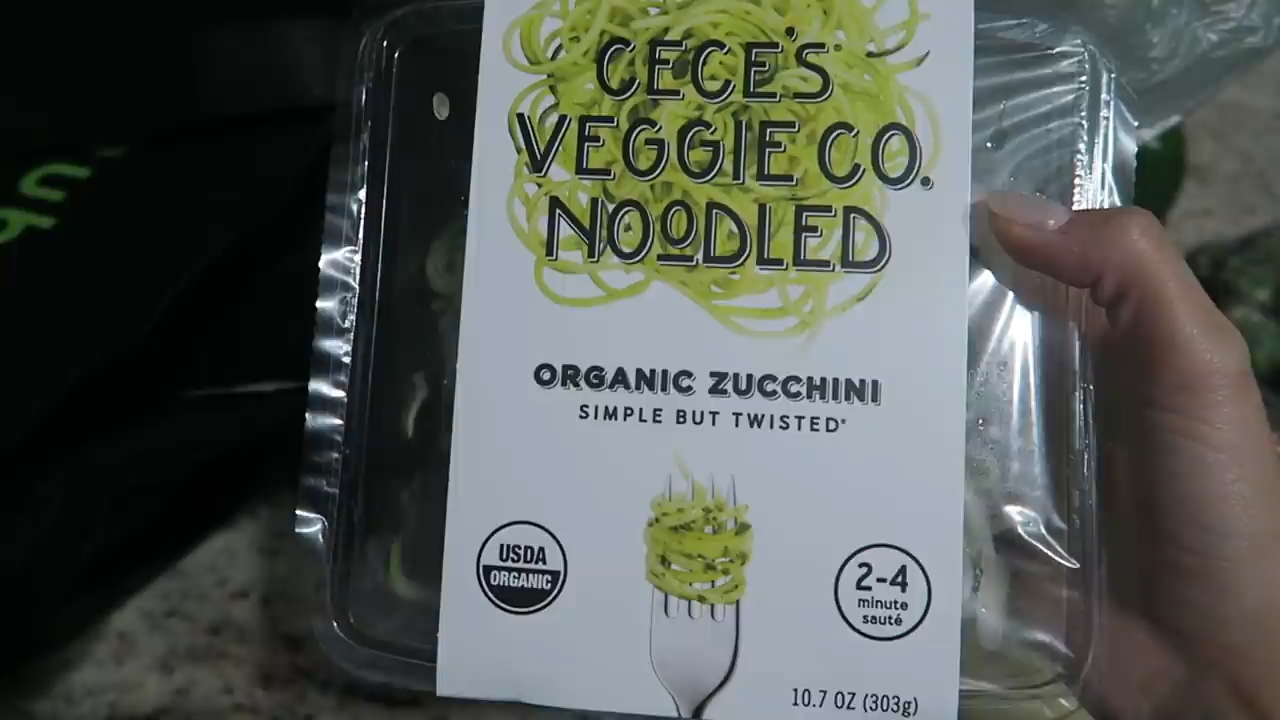 CECE'S
VEGGIE CO.
NOODLED
ORGANIC ZUCCHINI
SIMPLE BUT TWISTED®
USDA
ORGANIC
2-4
minute
sauté
10.7 OZ (303g)